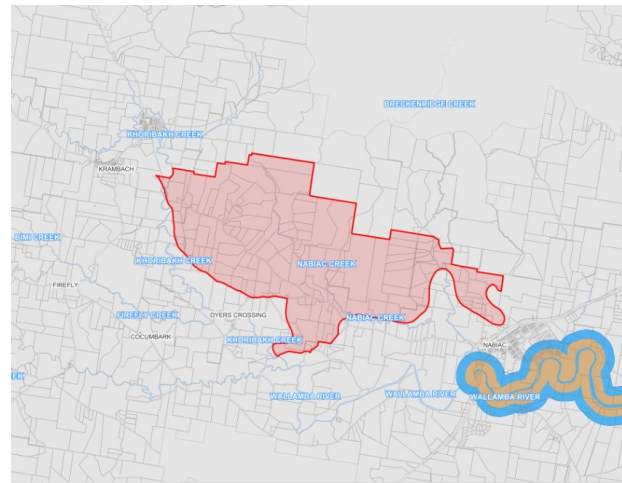 BRECKENRIDGE CREEK
KHORIBAKH CREEK
KRAMBACH
BIMI CREEK
KHORIBAKH CREEK
NABIAC CREEK
FIREFLY
FIREFLY CREEK
DYERS CROSSING
NABIAC CREEK
COCUMBARK
KHORIBAKH CREEK
NABIAC
EEK
WALLAMBA RIVER
WALLAMBA RIVER
WALLAMBA RIVER